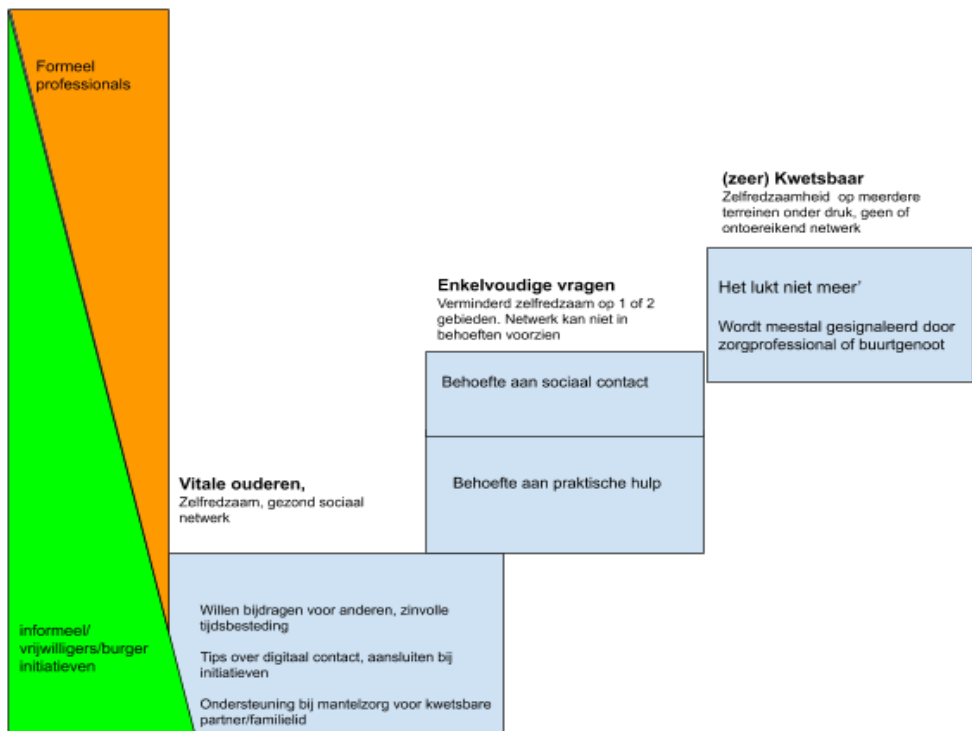 Formeel
professionals
(zeer) Kwetsbaar
Zelfredzaamheid op meerdere
terreinen onder druk, geen of
ontoereikend netwerk
Het lukt niet meer’
Wordt meestal gesignaleerd door
zorgprofessional of buurtgenoot
Enkelvoudige vragen
Verminderd zelfredzaam op 1 of 2
gebieden. Netwerk kan niet in
behoeften voorzien
Behoefte aan sociaal contact
Behoefte aan praktische hulp
Vitale ouderen,
Zelfredzaam, gezond sociaal
netwerk
Willen bijdragen voor anderen, zinvolle
tijdsbesteding
Tips over digitaal contact, aansluiten bij
initiatieven
Ondersteuning bij mantelzorg voor kwetsbare
partner/familielid
informeel/
vrijwilligers/burger
initiatieven